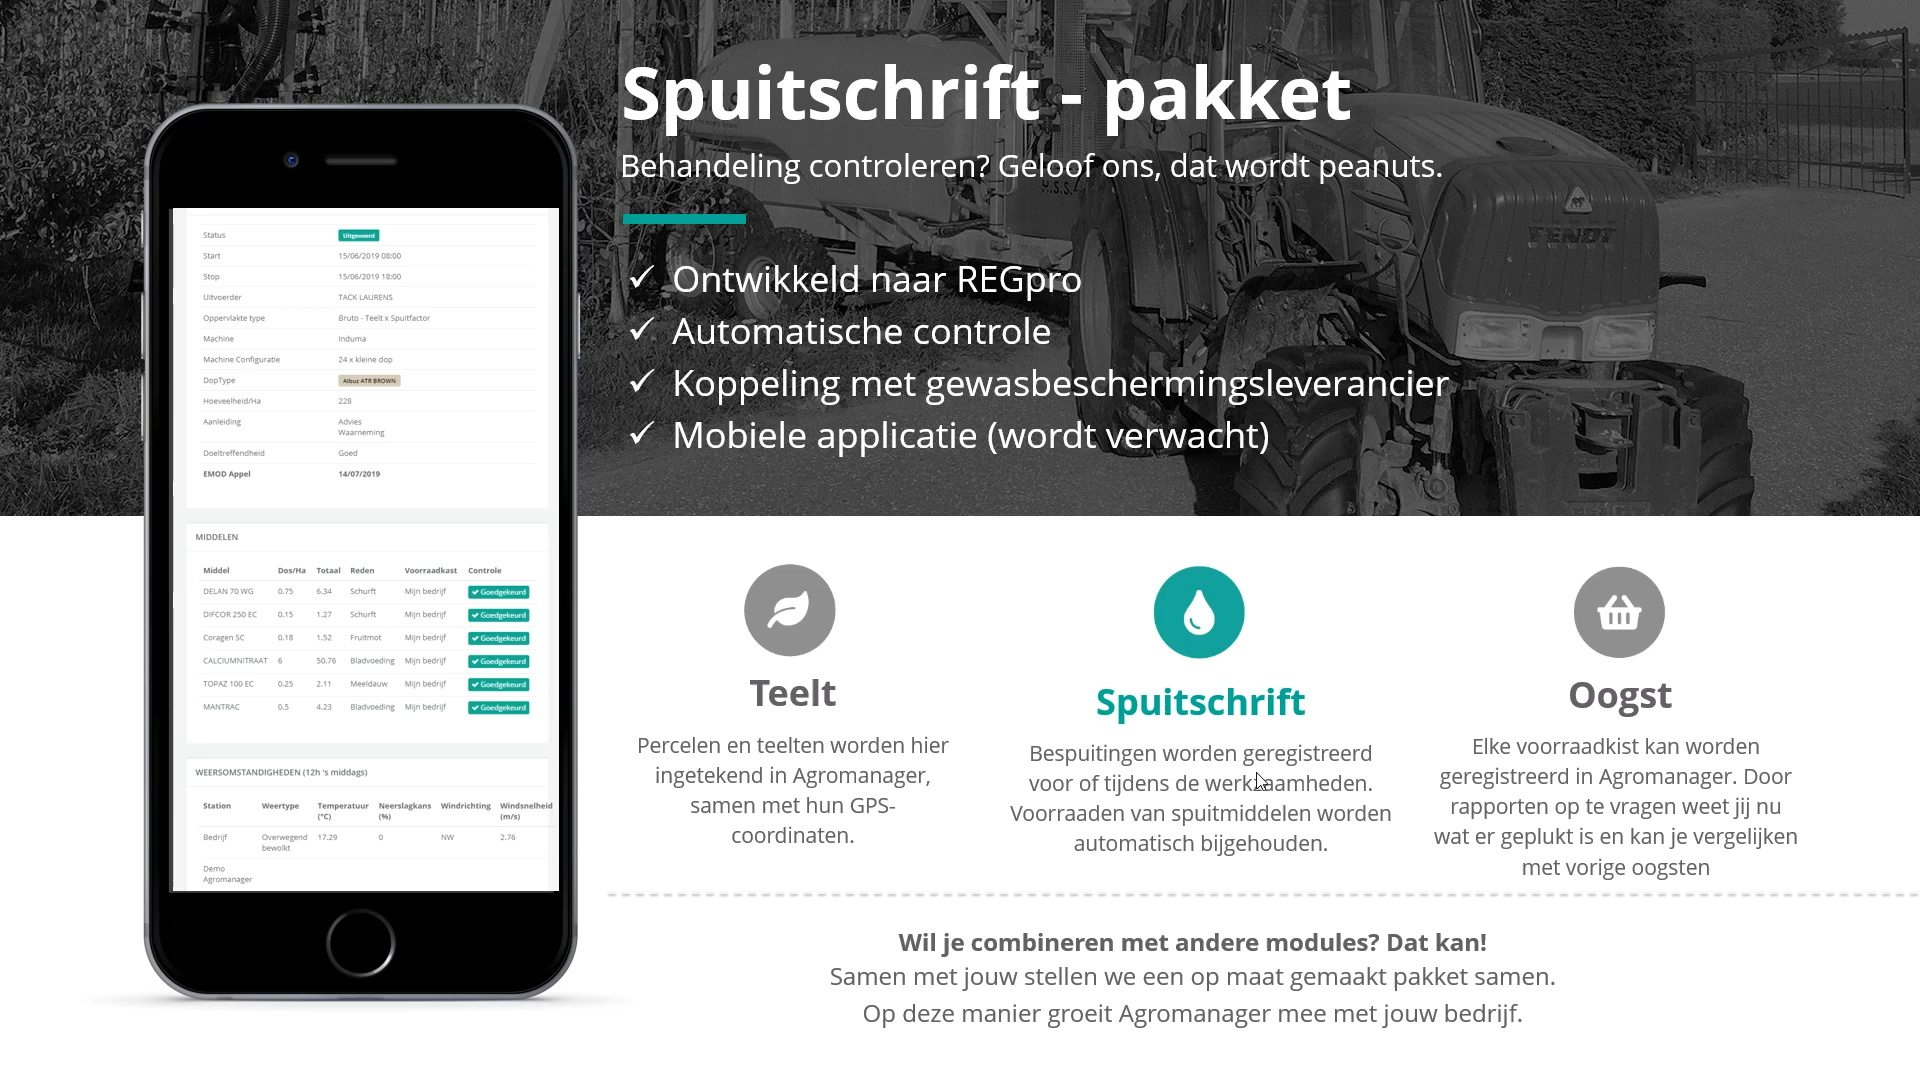 Spuitschrift - pakket
Behandeling controleren? Geloof ons, dat wordt peanuts.
✓ Ontwikkeld naar REGpro
✓ Automatische controle
✓ Koppeling met gewasbeschermingsleverancier
✓ Mobiele applicatie (wordt verwacht)
FENDT
Status Uitgevoerd
Start 15/06/2019 08:00
Stop 15/06/2019 18:00
Uitvoerder TACK LAURENS
Oppervlakte type Bruto - Teelt x Spuitfactor
Machine Induma
Machine Configuratie 24 x kleine dop
DopType Albuz ATR BROWN
Hoeveelheid/Ha 228
Aanleiding Advies
Waarneming
Doeltreffendheid Goed
EMOD Appel 14/07/2019
MIDDELEN
Middel Dos/Ha Totaal Reden Voorraadkast Controle
DELAN 70 WG 0.75 6.34 Schurft Mijn bedrijf ✓ Goedgekeurd
DIFCOR 250 EC 0.15 1.27 Schurft Mijn bedrijf ✓ Goedgekeurd
Coragen SC 0.18 1.52 Fruitmot Mijn bedrijf ✓ Goedgekeurd
CALCIUMNITRAAT 6 50.76 Bladvoeding Mijn bedrijf ✓ Goedgekeurd
TOPAZ 100 EC 0.25 2.11 Meeldauw Mijn bedrijf ✓ Goedgekeurd
MANTRAC 0.5 4.23 Bladvoeding Mijn bedrijf ✓ Goedgekeurd
WEERSOMSTANDIGHEDEN (12h 's middags)
Station Weertype Temperatuur Neerslagkans Windrichting Windsnelheid
(°C) (%) (m/s)
Bedrijf Overwegend 17.29 0 NW 2.76
bewolkt
Demo
Agromanager
Teelt
Percelen en teelten worden hier
ingetekend in Agromanager,
samen met hun GPS-
coordinaten.
Spuitschrift
Bespuitingen worden geregistreerd
voor of tijdens de werkzaamheden.
Voorraaden van spuitmiddelen worden
automatisch bijgehouden.
Oogst
Elke voorraadkist kan worden
geregistreerd in Agromanager. Door
rapporten op te vragen weet jij nu
wat er geplukt is en kan je vergelijken
met vorige oogsten
Wil je combineren met andere modules? Dat kan!
Samen met jouw stellen we een op maat gemaakt pakket samen.
Op deze manier groeit Agromanager mee met jouw bedrijf.